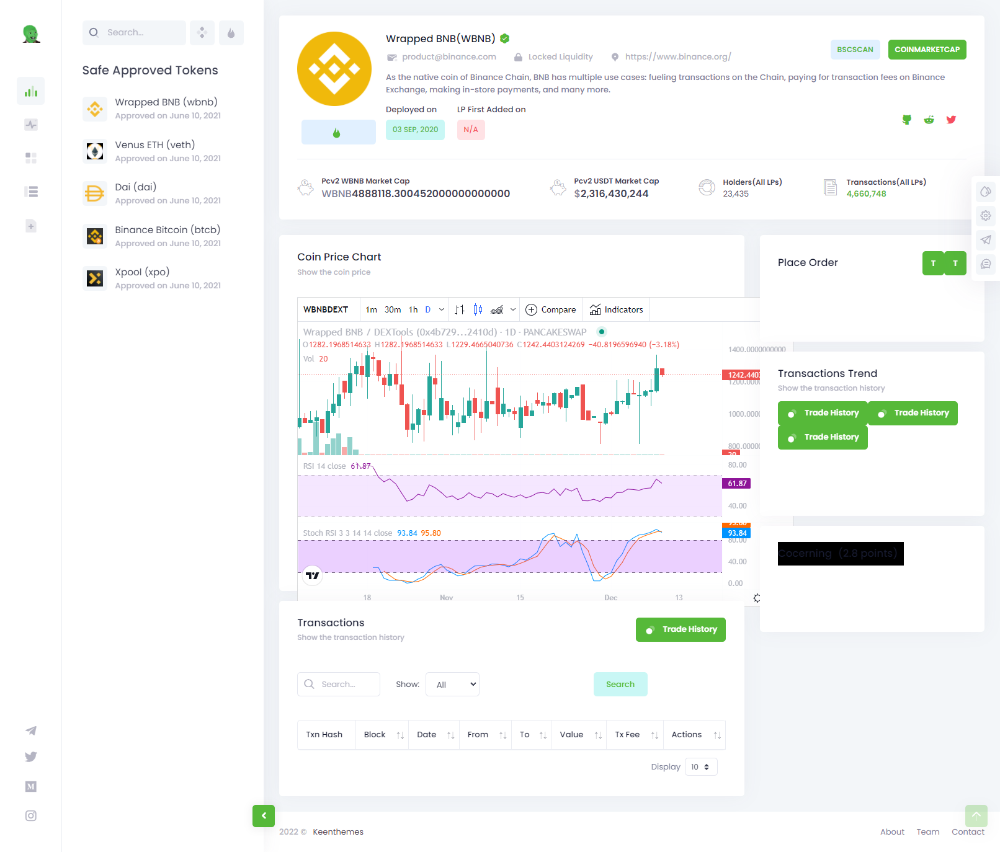 Search...
Safe Approved Tokens
Wrapped BNB (wbnb)
Approved on June 10, 2021
Venus ETH (veth)
Approved on June 10, 2021
Dai (dai)
Approved on June 10, 2021
Binance Bitcoin (btcb)
Approved on June 10, 2021
Xpool (xpo)
Approved on June 10, 2021
Wrapped BNB(WBNB)
product@binance.com Locked Liquidity https://www.binance.org/
BSCSCAN COINMARKETCAP
As the native coin of Binance Chain, BNB has multiple use cases: fueling transactions on the Chain, paying for transaction fees on Binance
Exchange, making in-store payments, and many more.
Deployed on LP First Added on
03 SEP, 2020 N/A
Pcv2 WBNB Market Cap
WBNB4888118.300452000000000000
Pcv2 USDT Market Cap
$2,316,430,244
Holders(All LPs)
23,435
Transactions(All LPs)
4,660,748
Coin Price Chart
Show the coin price
WBNBDEXT 1m 30m 1h D Compare Indicators
Wrapped BNB / DEXTools (0x4b729...2410d) · 1D · PANCAKESWAP
O1282.1968514633 H1282.1968514633 L1229.4665040736 C1242.4403124269 −40.8196596940 (−3.18%)
Vol 20
1400.0000000000
1242.4403
1200.0000
1000.0000
800.0000
20
RSI 14 close 61.87
80.00
61.87
40.00
Stoch RSI 3 3 14 14 close 93.84 95.80
95.80
93.84
80.00
40.00
0.00
18 Nov 15 Dec 13
Place Order
T T
Transactions Trend
Show the transaction history
Trade History Trade History
Trade History
Cocerning (2.8 points)
Transactions
Show the transaction history
Trade History
Search... Show: All Search
Txn Hash Block Date From To Value Tx Fee Actions
Display 10
2022 © Keenthemes
About Team Contact